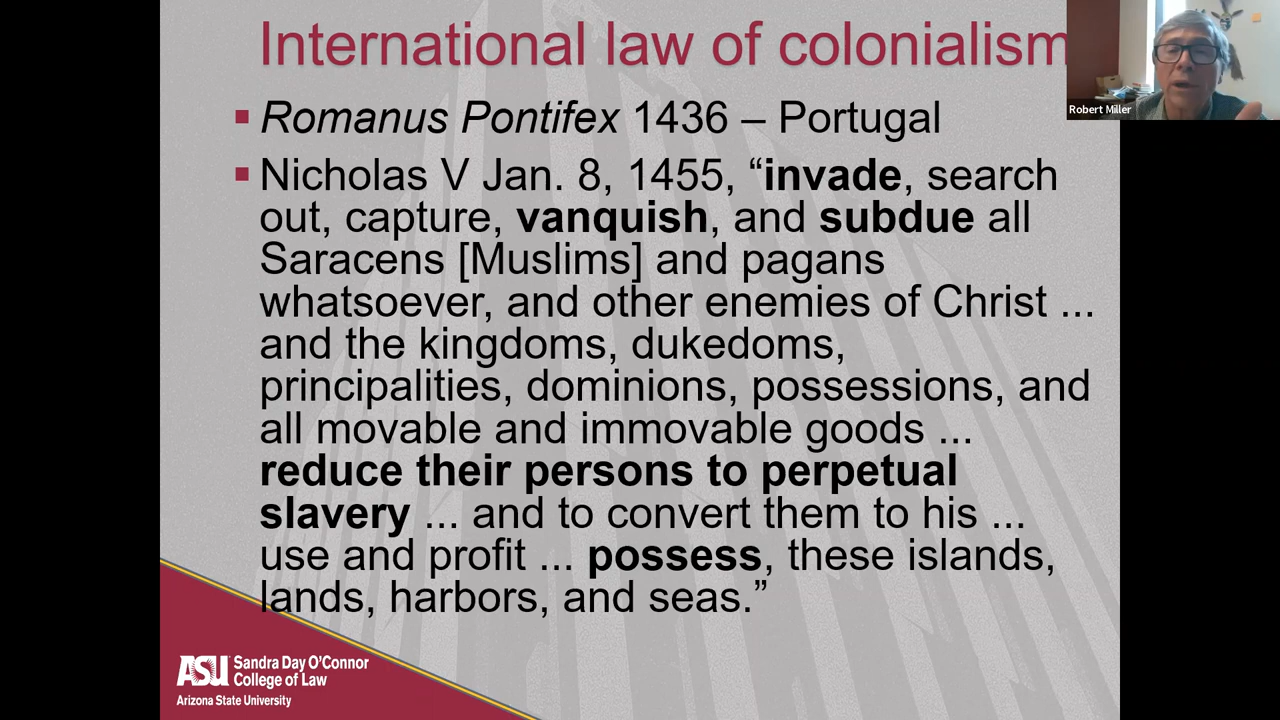 International law of colonialism
Robert Miller
▪ Romanus Pontifex 1436 – Portugal
▪ Nicholas V Jan. 8, 1455, “invade, search
out, capture, vanquish, and subdue all
Saracens [Muslims] and pagans
whatsoever, and other enemies of Christ ...
and the kingdoms, dukedoms,
principalities, dominions, possessions, and
all movable and immovable goods ...
reduce their persons to perpetual
slavery ... and to convert them to his ...
use and profit ... possess, these islands,
lands, harbors, and seas.”
ASU Sandra Day O’Connor
College of Law
Arizona State University